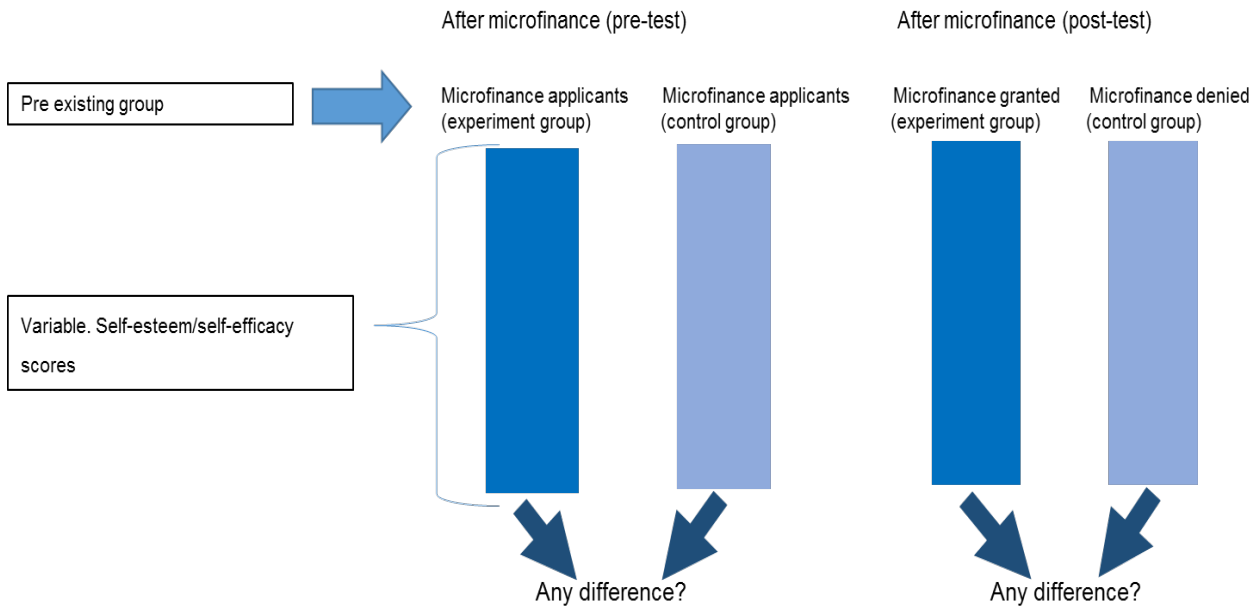 After microfinance (pre-test)
After microfinance (post-test)
Pre existing group
Microfinance applicants
(experiment group)
Microfinance applicants
(control group)
Microfinance granted
(experiment group)
Microfinance denied
(control group)
Variable. Self-esteem/self-efficacy
scores
Any difference?
Any difference?